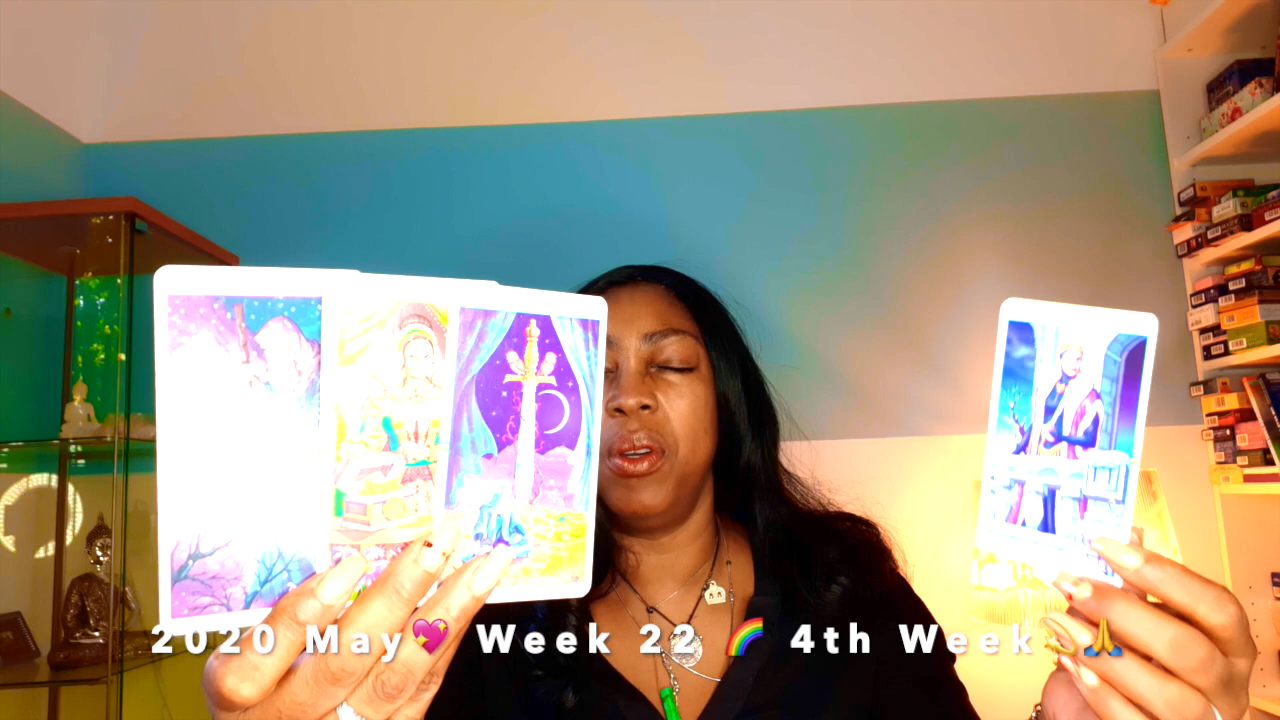 2020 May💖 Week 22 🌈 4th Week💫🙏